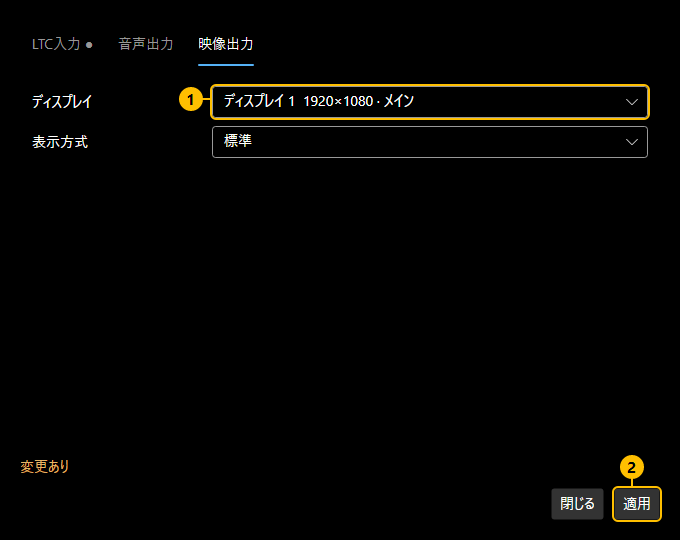 LTC入力 ● 音声出力 映像出力
ディスプレイ 1 ディスプレイ 1 1920×1080 · メイン
表示方式 標準
変更あり
2
閉じる 適用